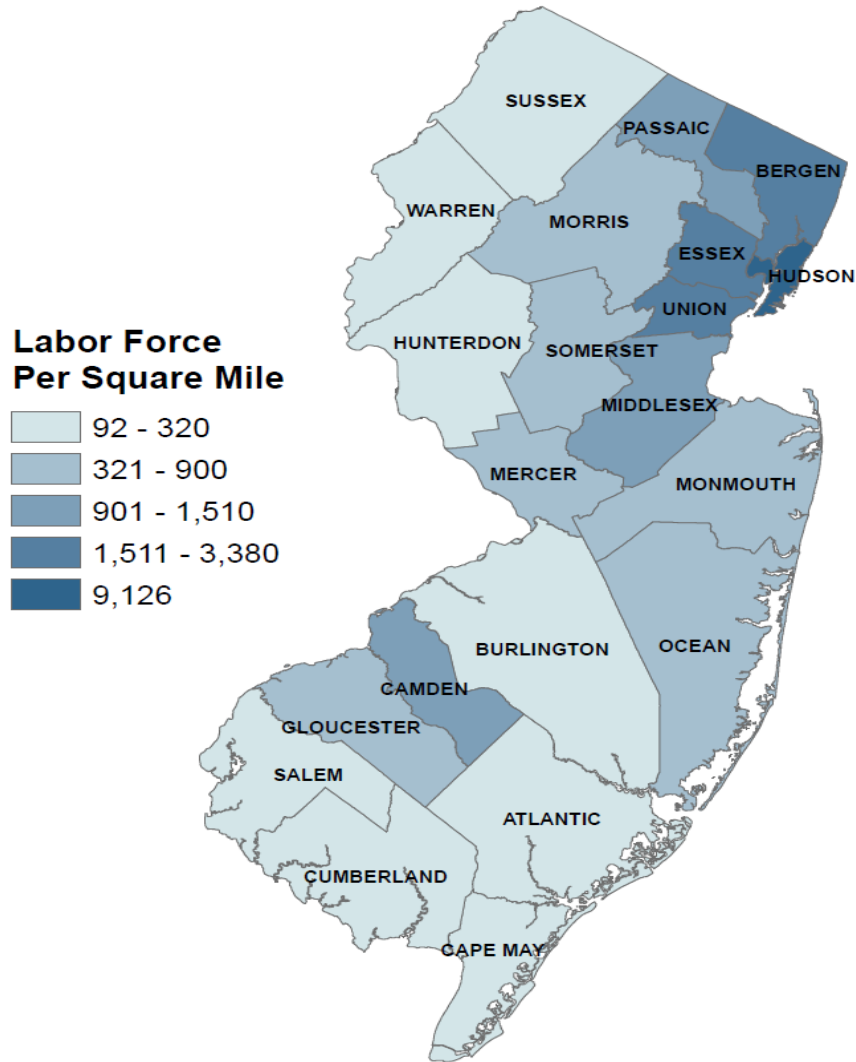 SUSSEX
PASSAIC
BERGEN
WARREN
MORRIS
ESSEX
HUDSON
UNION
HUNTERDON
SOMERSET
Labor Force
Per Square Mile
MIDDLESEX
92 - 320
321 - 900
MERCER
MONMOUTH
901 - 1,510
1,511 - 3,380
9,126
OCEAN
BURLINGTON
CAMDEN
GLOUCESTER
SALEM
ATLANTIC
CUMBERLAND
CAPE MAY